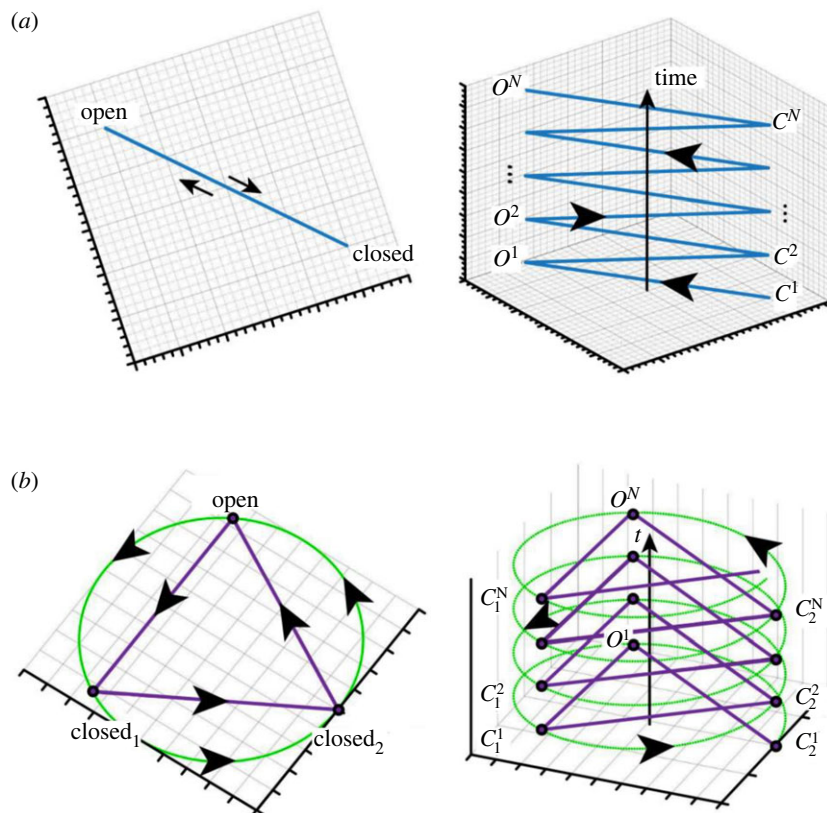 (a)
open
closed
time
O^N
C^N
⋮
O^2
⋮
O^1
C^2
C^1
(b)
open
closed_1
closed_2
O^N
t
C_1^N
C_2^N
O^1
C_1^2
C_2^2
C_1^1
C_2^1